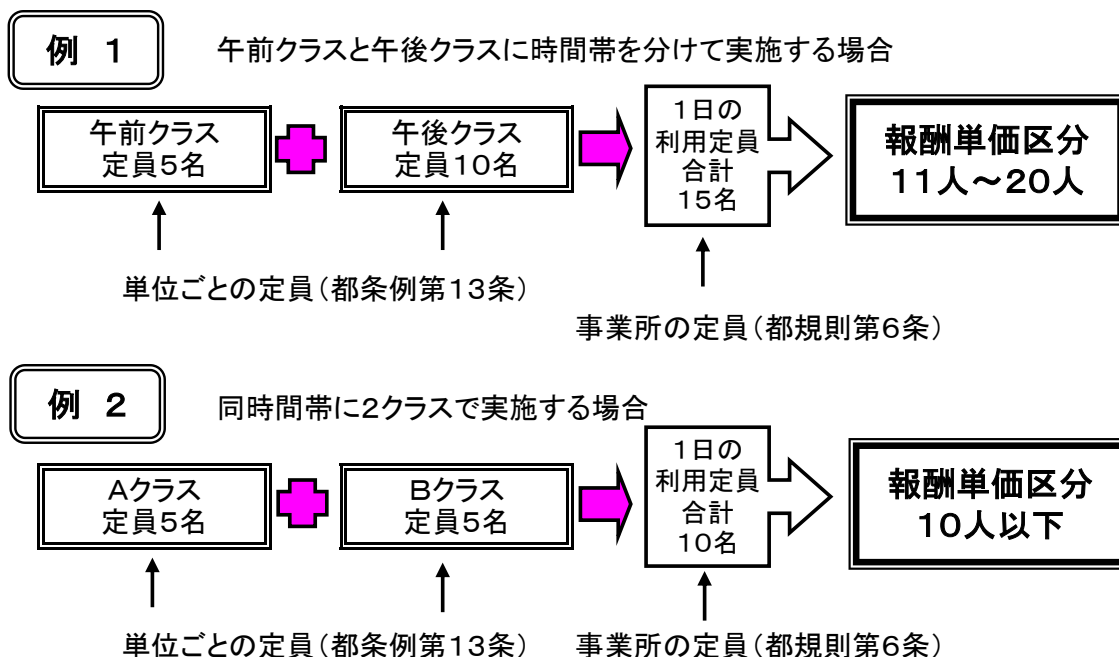 例 1
午前クラスと午後クラスに時間帯を分けて実施する場合
午前クラス
定員5名
午後クラス
定員10名
1日の
利用定員
合計
15名
報酬単価区分
11人～20人
単位ごとの定員(都条例第13条)
事業所の定員(都規則第6条)
例 2
同時間帯に2クラスで実施する場合
Aクラス
定員5名
Bクラス
定員5名
1日の
利用定員
合計
10名
報酬単価区分
10人以下
単位ごとの定員(都条例第13条)
事業所の定員(都規則第6条)